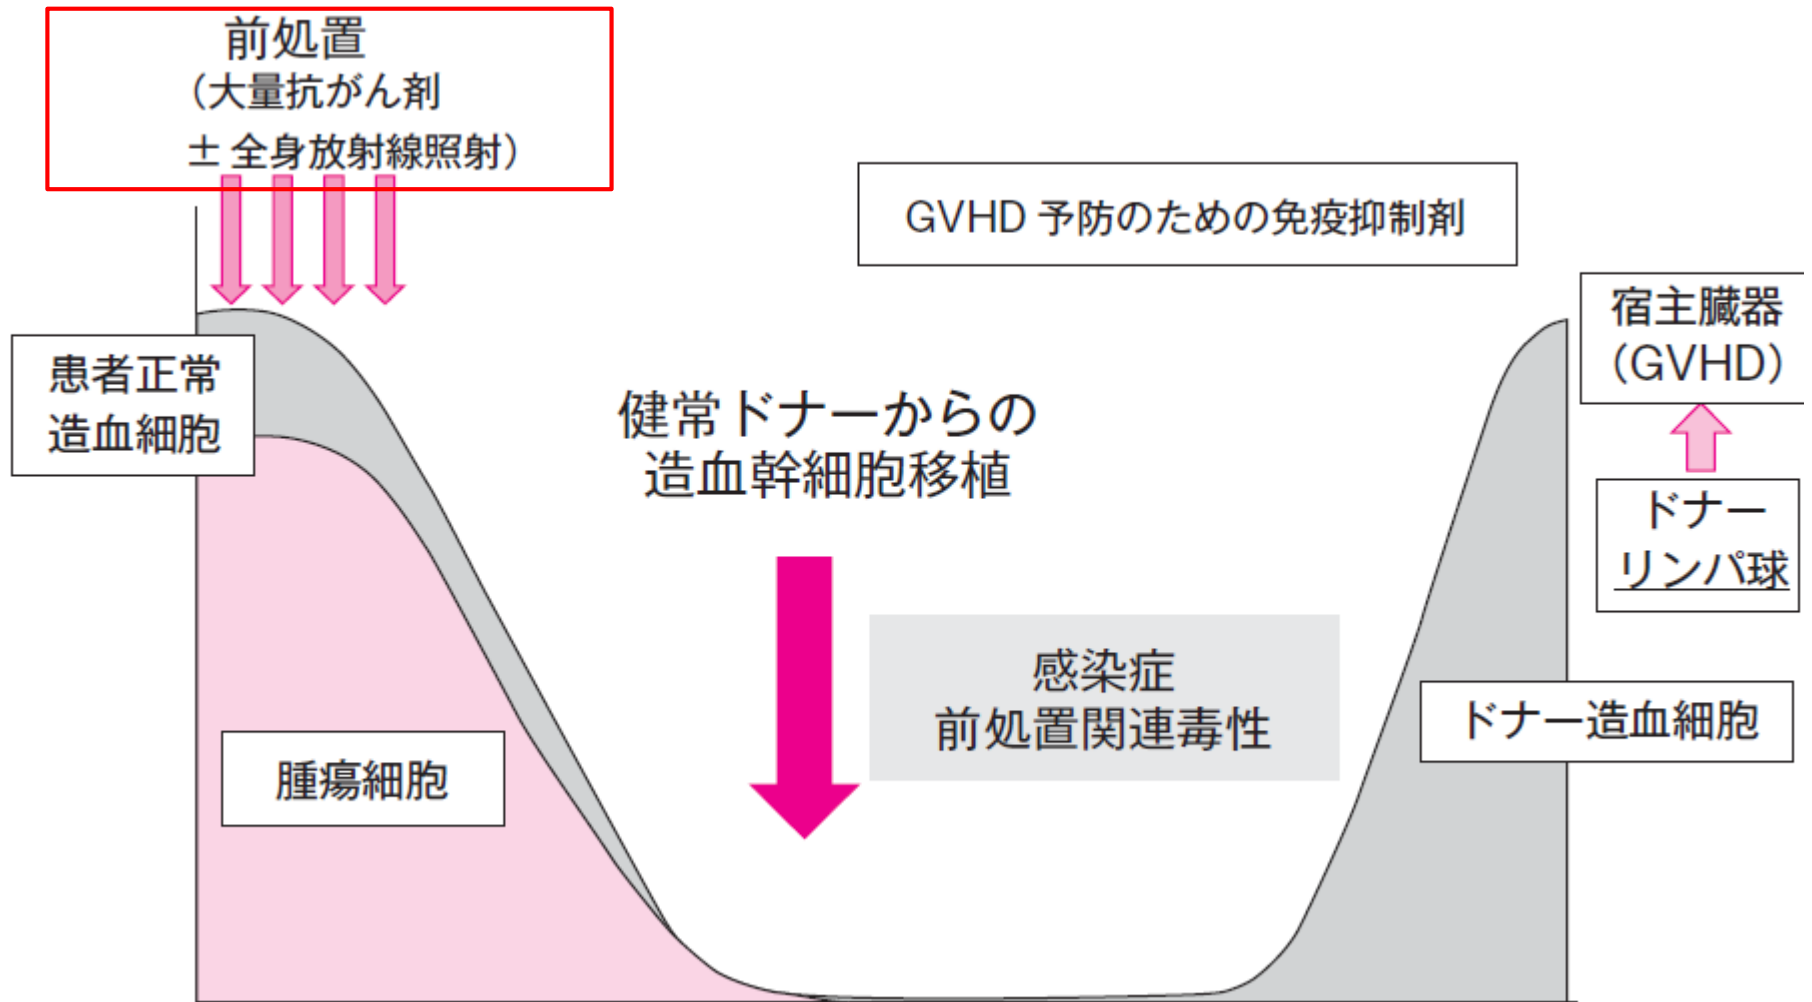 前処置
（大量抗がん剤
± 全身放射線照射）
GVHD 予防のための免疫抑制剤
宿主臓器
（GVHD）
患者正常
造血細胞
健常ドナーからの
造血幹細胞移植
ドナー
リンパ球
感染症
前処置関連毒性
ドナー造血細胞
腫瘍細胞